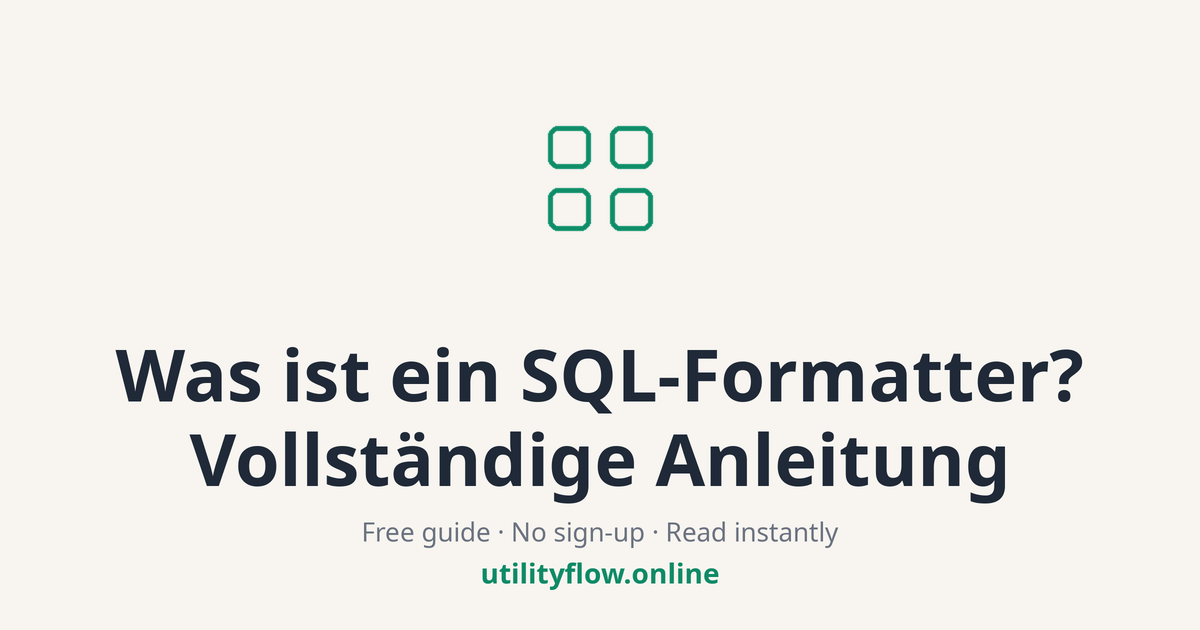 Was ist ein SQL-Formatter?
Vollständige Anleitung
Free guide · No sign-up · Read instantly
utilityflow.online